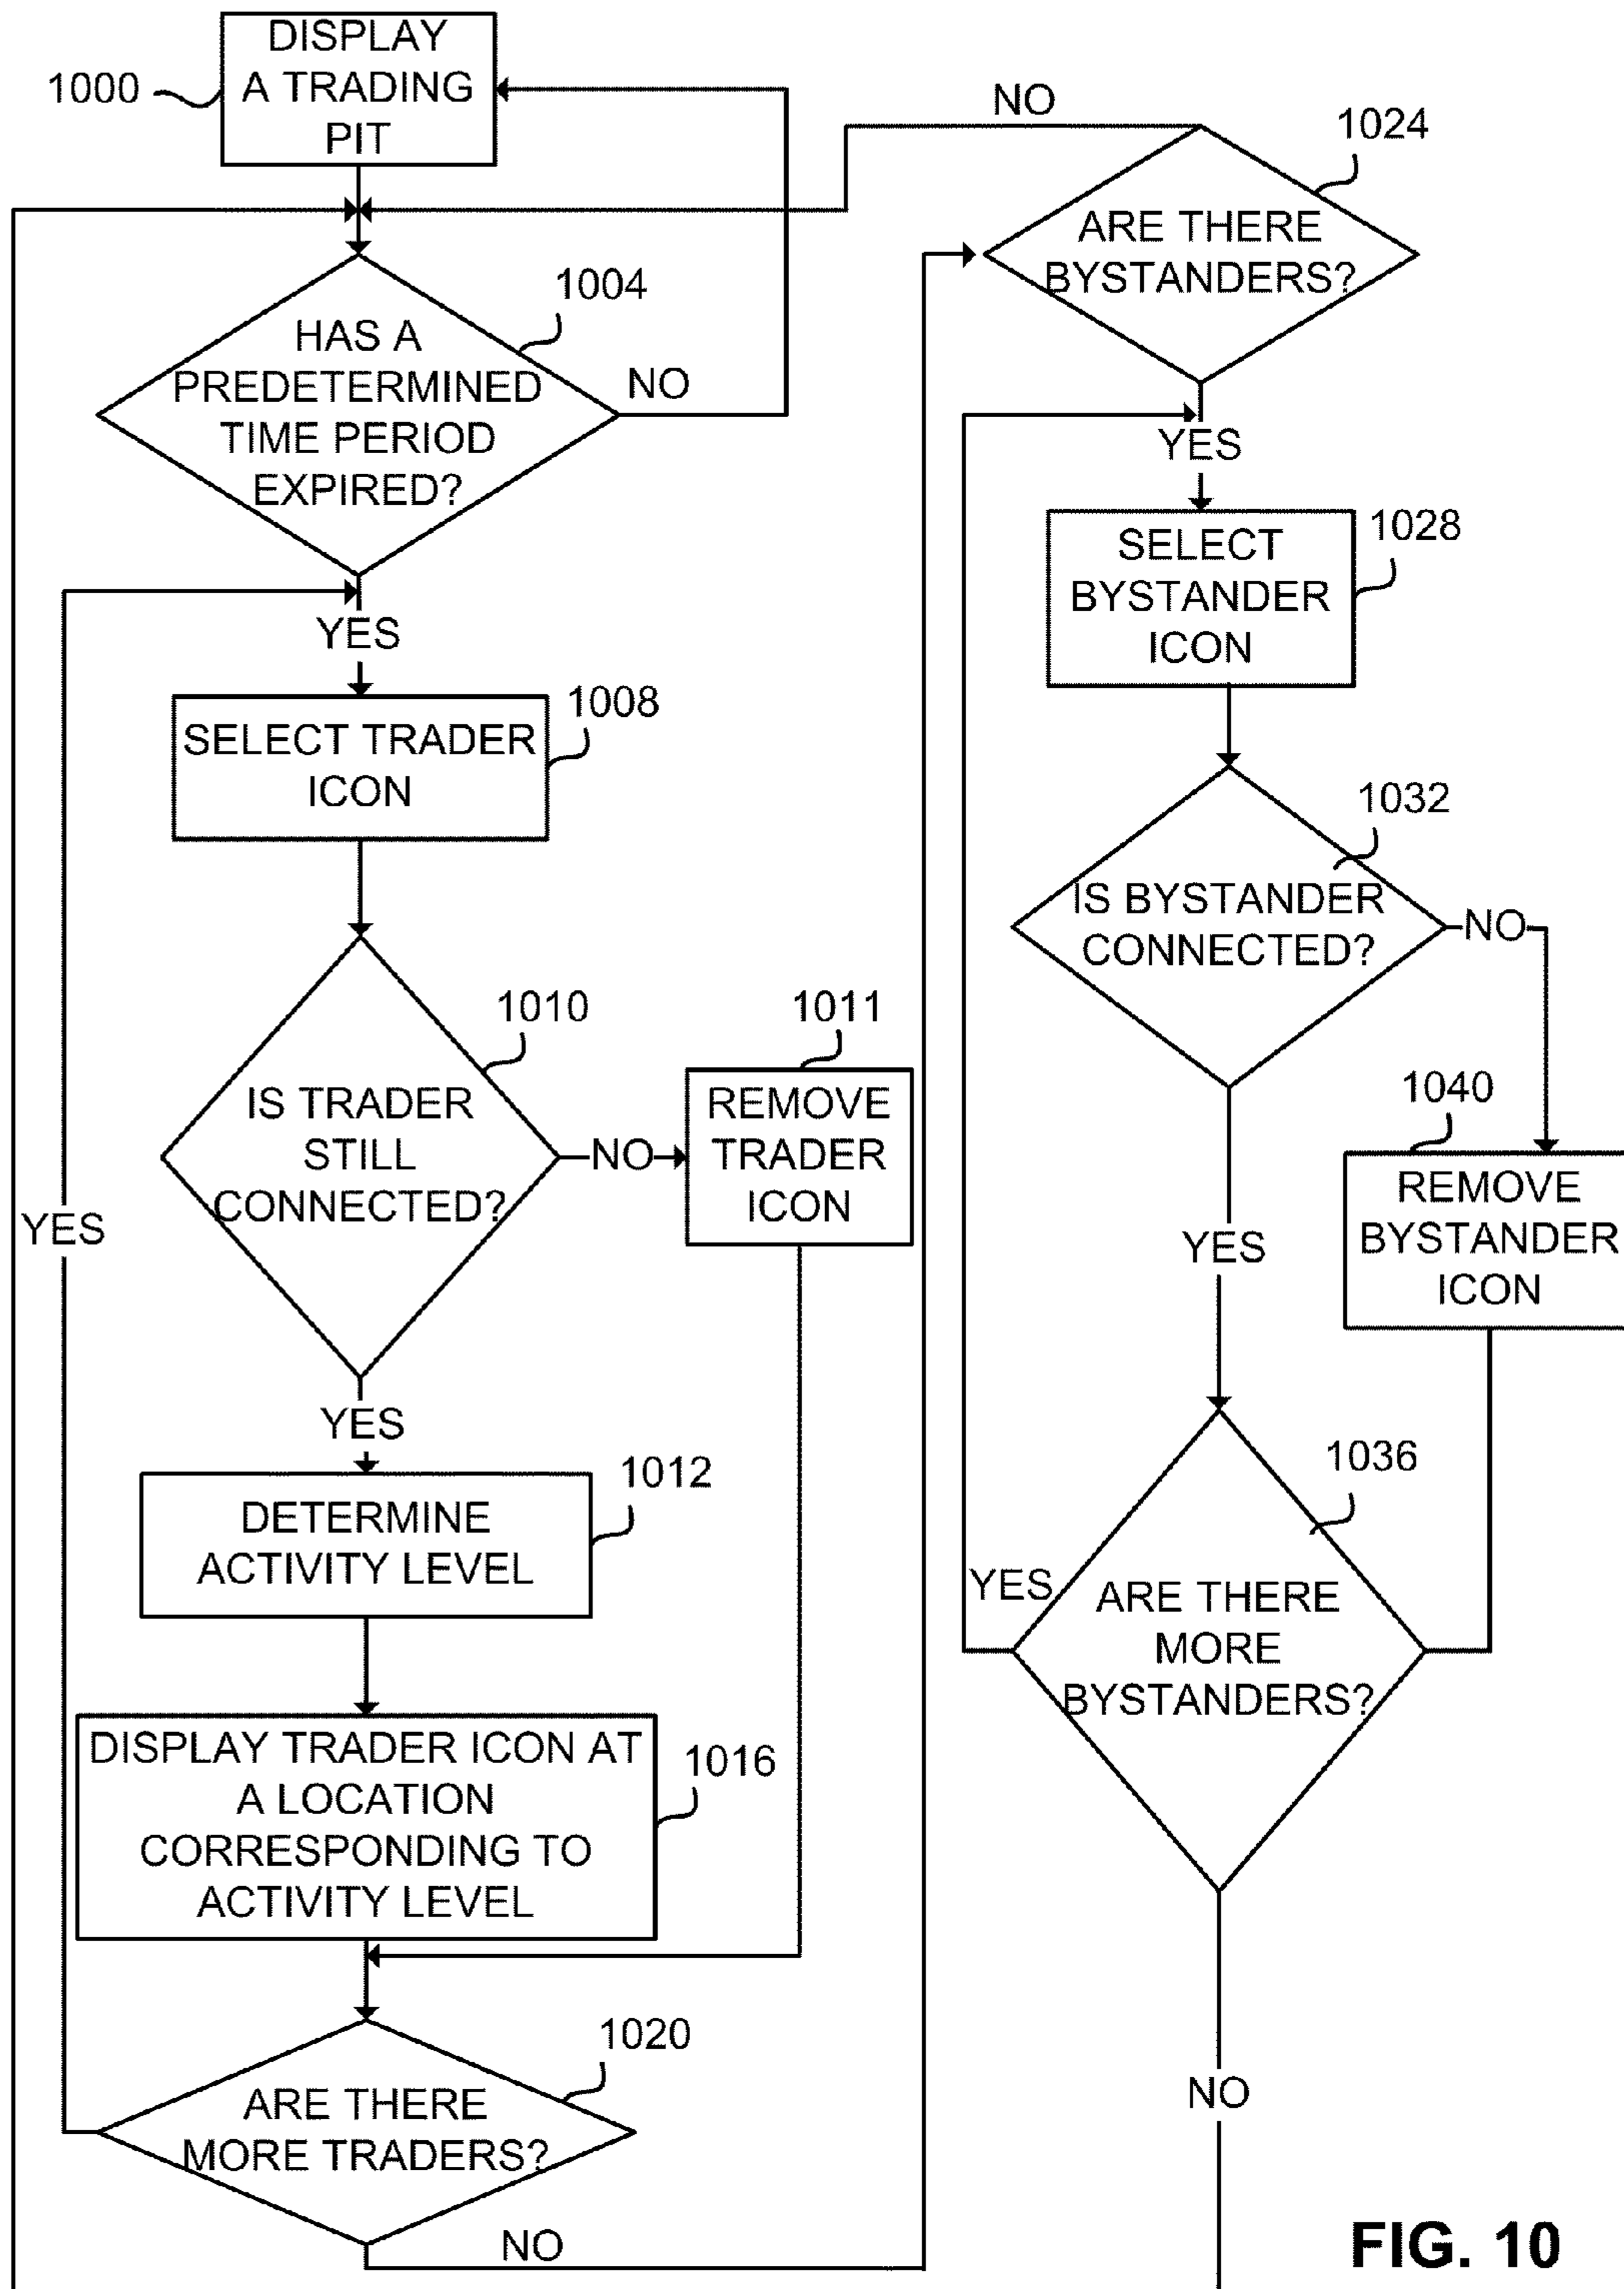 DISPLAY
A TRADING
PIT
1000
HAS A
PREDETERMINED
TIME PERIOD
EXPIRED?
1004
NO
YES
SELECT TRADER
ICON
1008
IS TRADER
STILL
CONNECTED?
1010
NO
REMOVE
TRADER
ICON
1011
YES
DETERMINE
ACTIVITY LEVEL
1012
DISPLAY TRADER ICON AT
A LOCATION
CORRESPONDING TO
ACTIVITY LEVEL
1016
ARE THERE
MORE TRADERS?
1020
YES
NO
ARE THERE
BYSTANDERS?
1024
NO
YES
SELECT
BYSTANDER
ICON
1028
IS BYSTANDER
CONNECTED?
1032
NO
REMOVE
BYSTANDER
ICON
1040
YES
ARE THERE
MORE
BYSTANDERS?
1036
YES
NO
FIG. 10